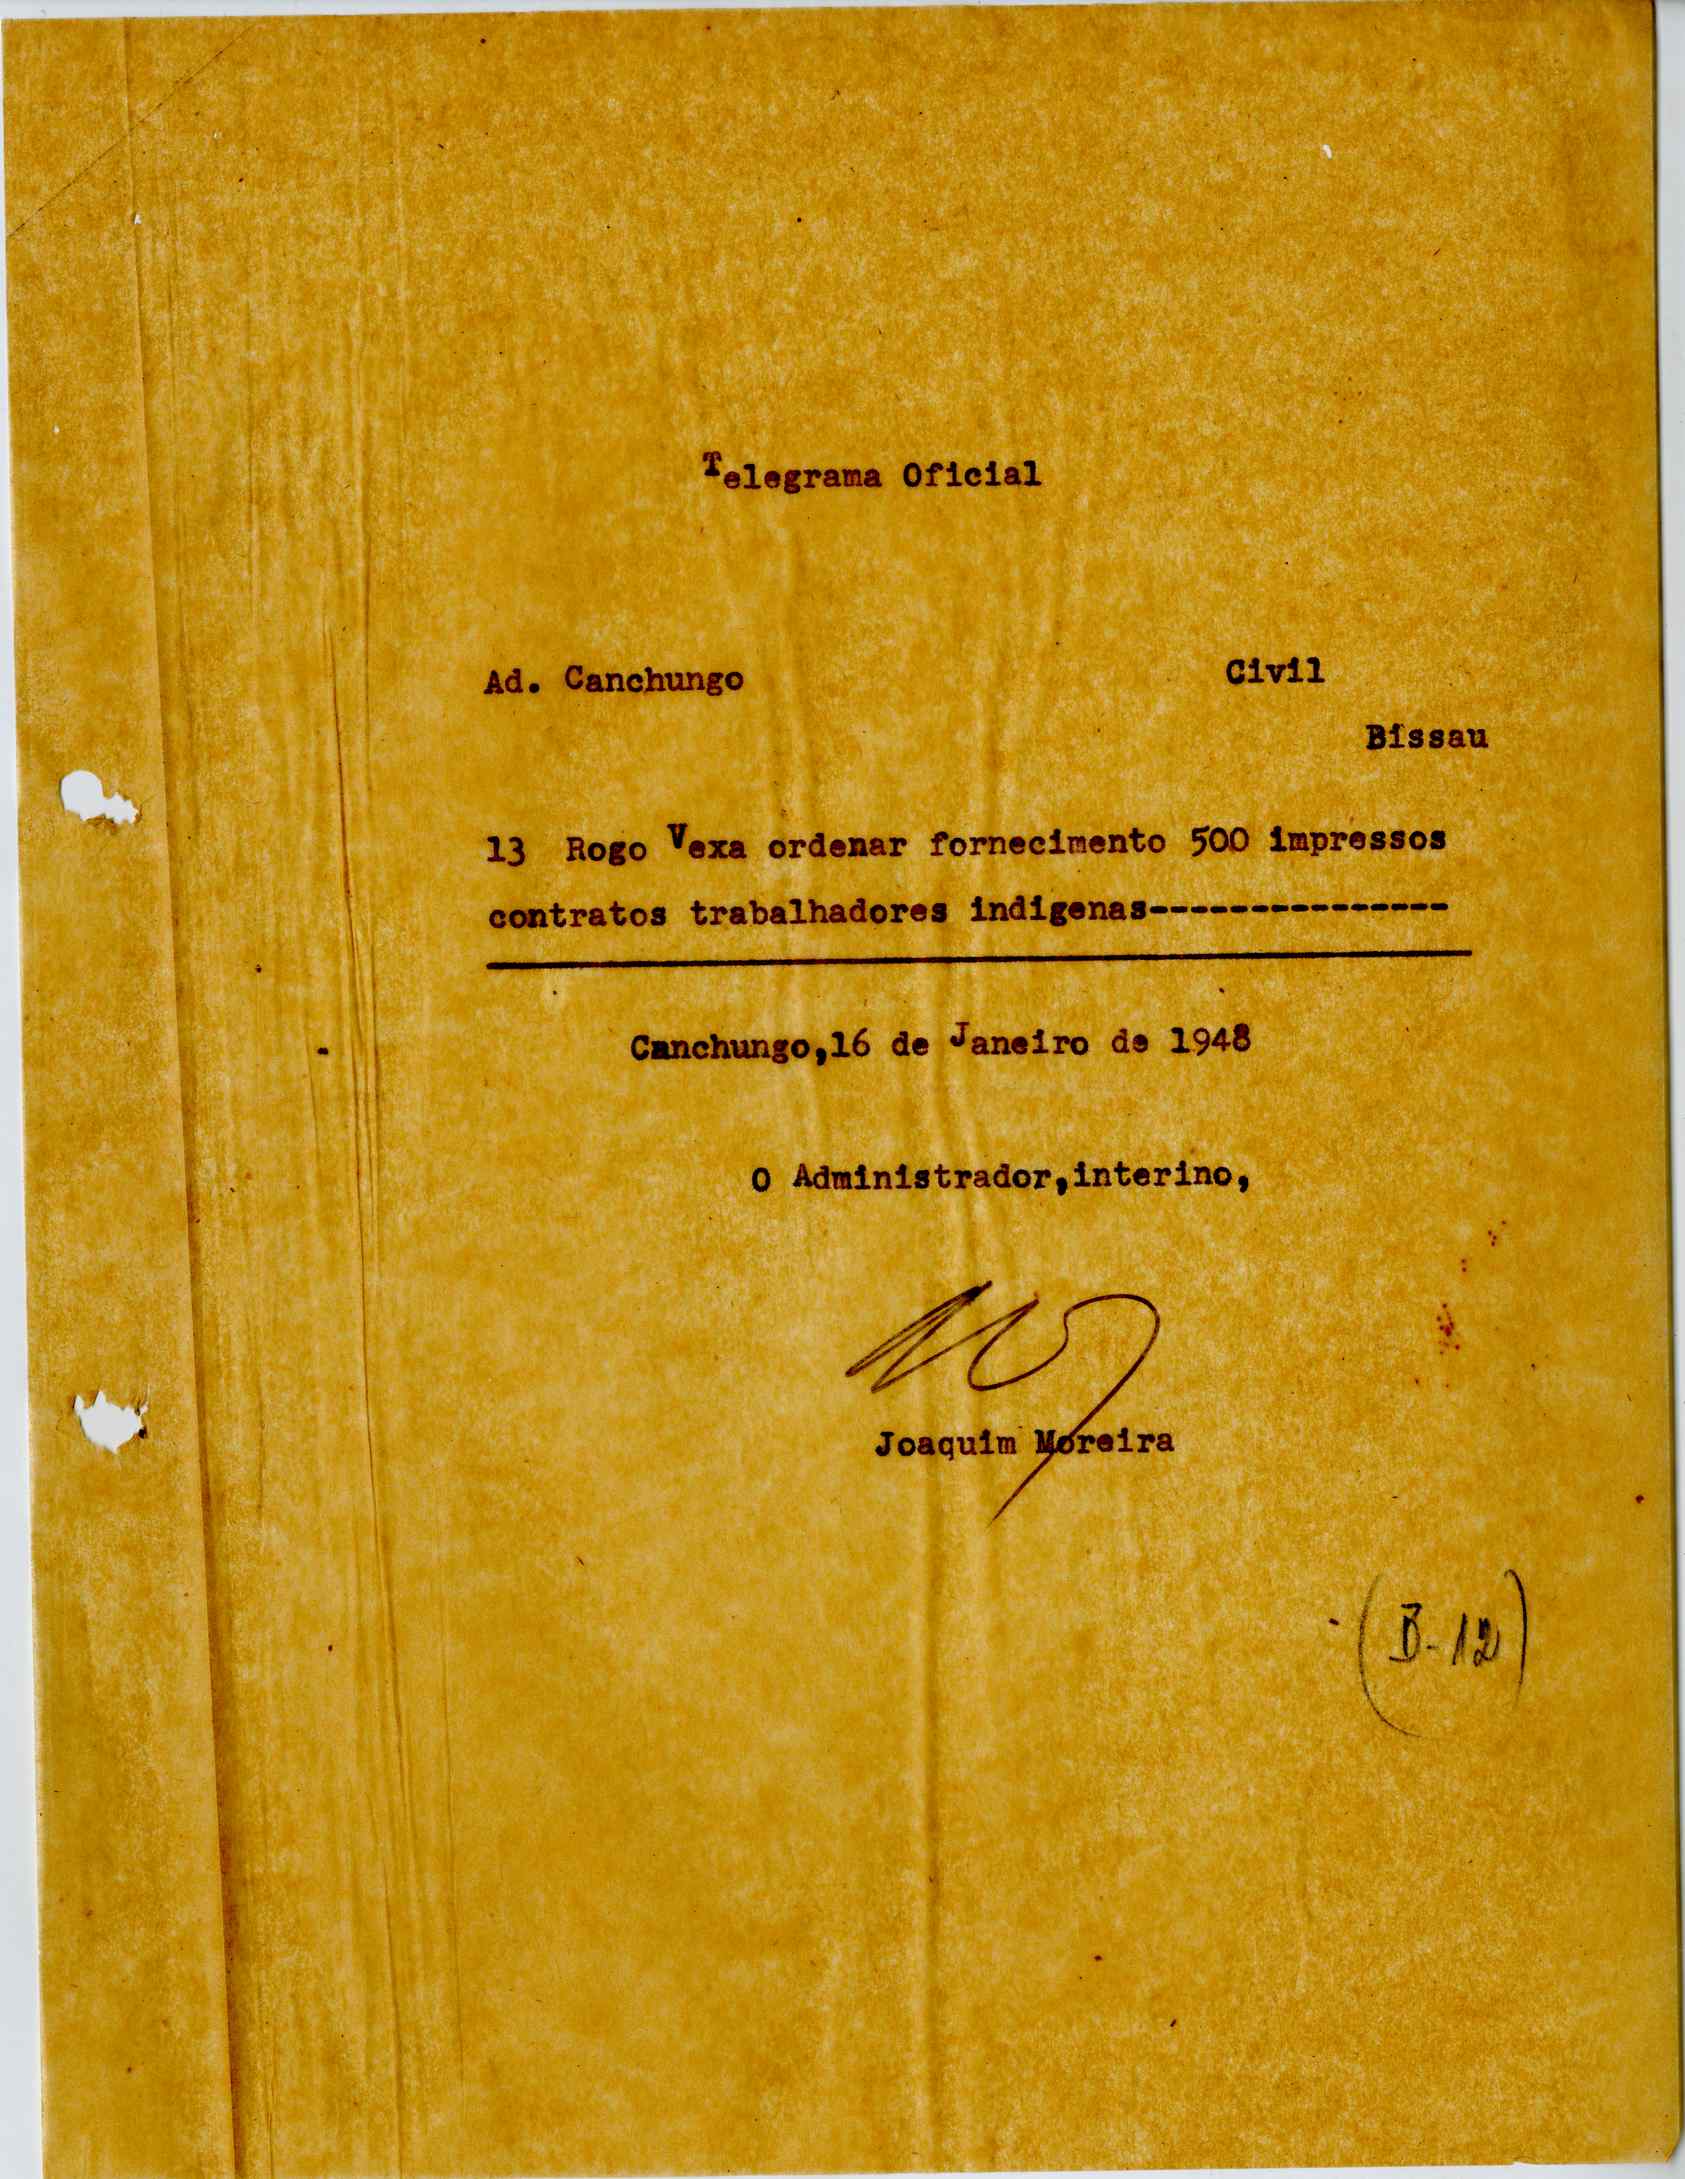 Telegrama Oficial
Ad. Canchungo Civil
Bissau
13 Rogo Vexa ordenar fornecimento 500 impressos
contratos trabalhadores indigenas---------------
Canchungo,16 de Janeiro de 1948
O Administrador,interino,
Joaquim Moreira
(B-12)